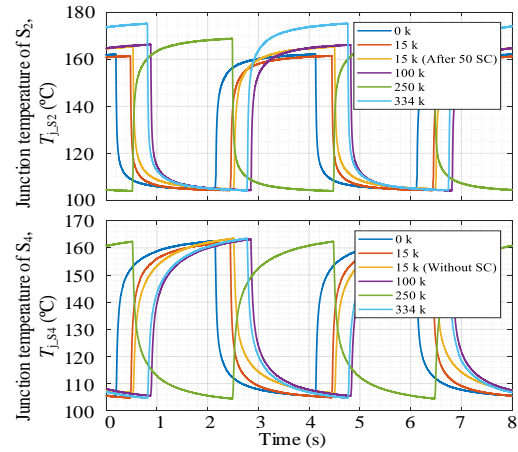 Junction temperature of S2,
Tj_S2 (ºC)
180
160
140
120
100
0 k
15 k
15 k (After 50 SC)
100 k
250 k
334 k
Junction temperature of S4,
Tj_S4 (ºC)
170
160
150
140
130
120
110
100
0 k
15 k
15 k (Without SC)
100 k
250 k
334 k
0 1 2 3 4 5 6 7 8
Time (s)